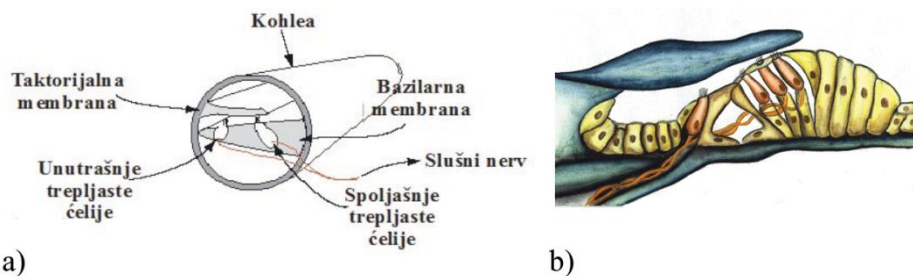 Kohlea
Taktorijalna
membrana
Bazilarna
membrana
Unutrašnje
trepljaste
ćelije
Spoljašnje
trepljaste
ćelije
Slušni nerv
a)
b)